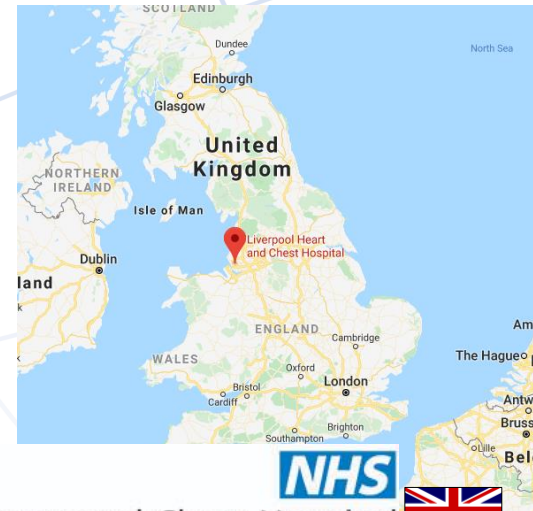 SCOTLAND
Dundee
North Sea
Edinburgh
Glasgow
United
Kingdom
NORTHERN
IRELAND
Isle of Man
Liverpool Heart
and Chest Hospital
Dublin
land
ENGLAND
Cambridge
Am
WALES
The Hague
Oxford
London
Bristol
Cardiff
Antw
Brighton
Bruss
Southampton
Lille
Bel
NHS